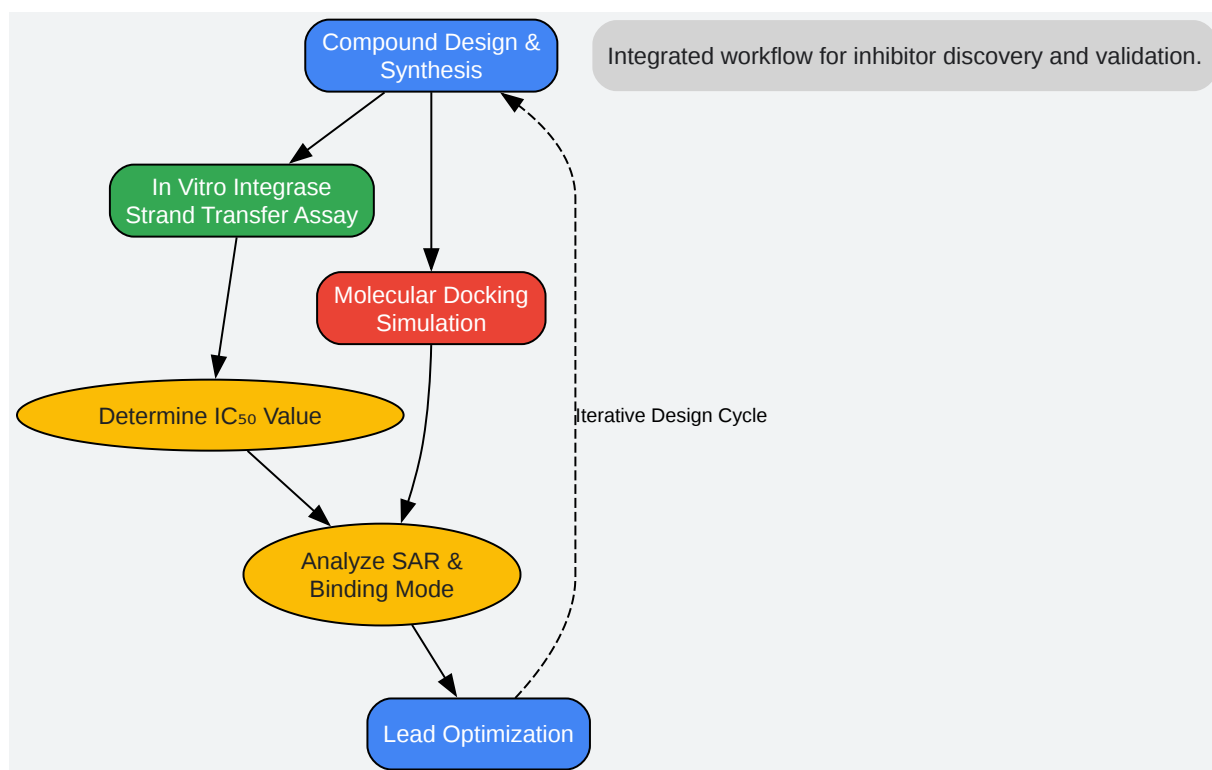 Compound Design &
Synthesis
Integrated workflow for inhibitor discovery and validation.
In Vitro Integrase
Strand Transfer Assay
Molecular Docking
Simulation
Determine IC₅₀ Value
Iterative Design Cycle
Analyze SAR &
Binding Mode
Lead Optimization